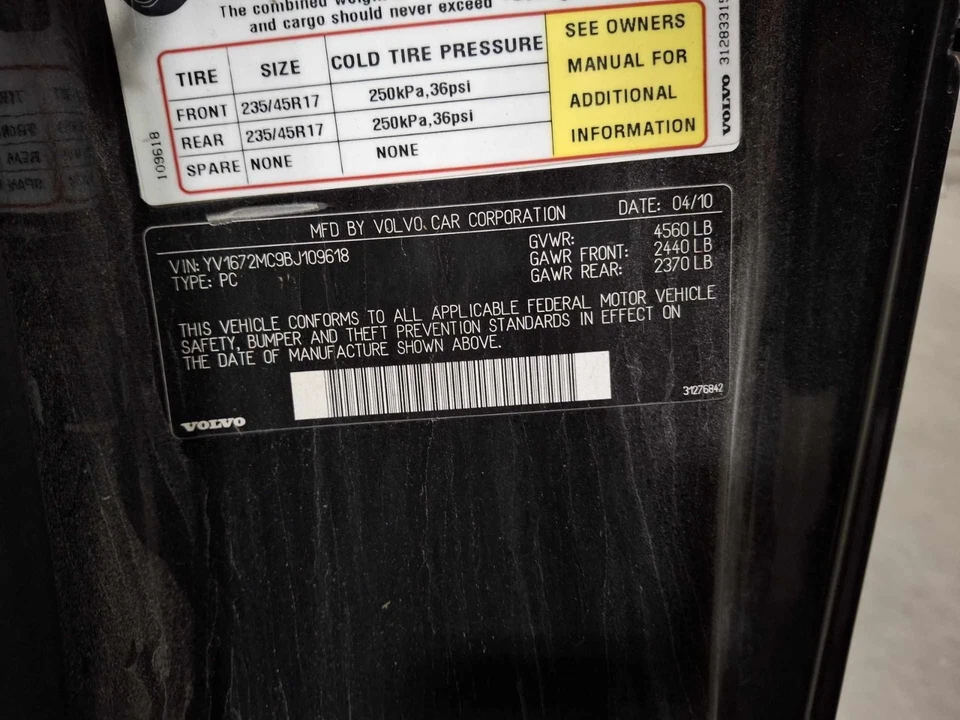 The combined
and cargo should never exceed
TIRE SIZE COLD TIRE PRESSURE
FRONT 235/45R17 250kPa,36psi
REAR 235/45R17 250kPa,36psi
SPARE NONE NONE
SEE OWNERS
MANUAL FOR
ADDITIONAL
INFORMATION
109618
VOLVO 31283315
MFD BY VOLVO CAR CORPORATION DATE: 04/10
VIN: YV1672MC9BJ109618
TYPE: PC
GVWR: 4560 LB
GAWR FRONT: 2440 LB
GAWR REAR: 2370 LB
THIS VEHICLE CONFORMS TO ALL APPLICABLE FEDERAL MOTOR VEHICLE
SAFETY, BUMPER AND THEFT PREVENTION STANDARDS IN EFFECT ON
THE DATE OF MANUFACTURE SHOWN ABOVE.
31276842
VOLVO